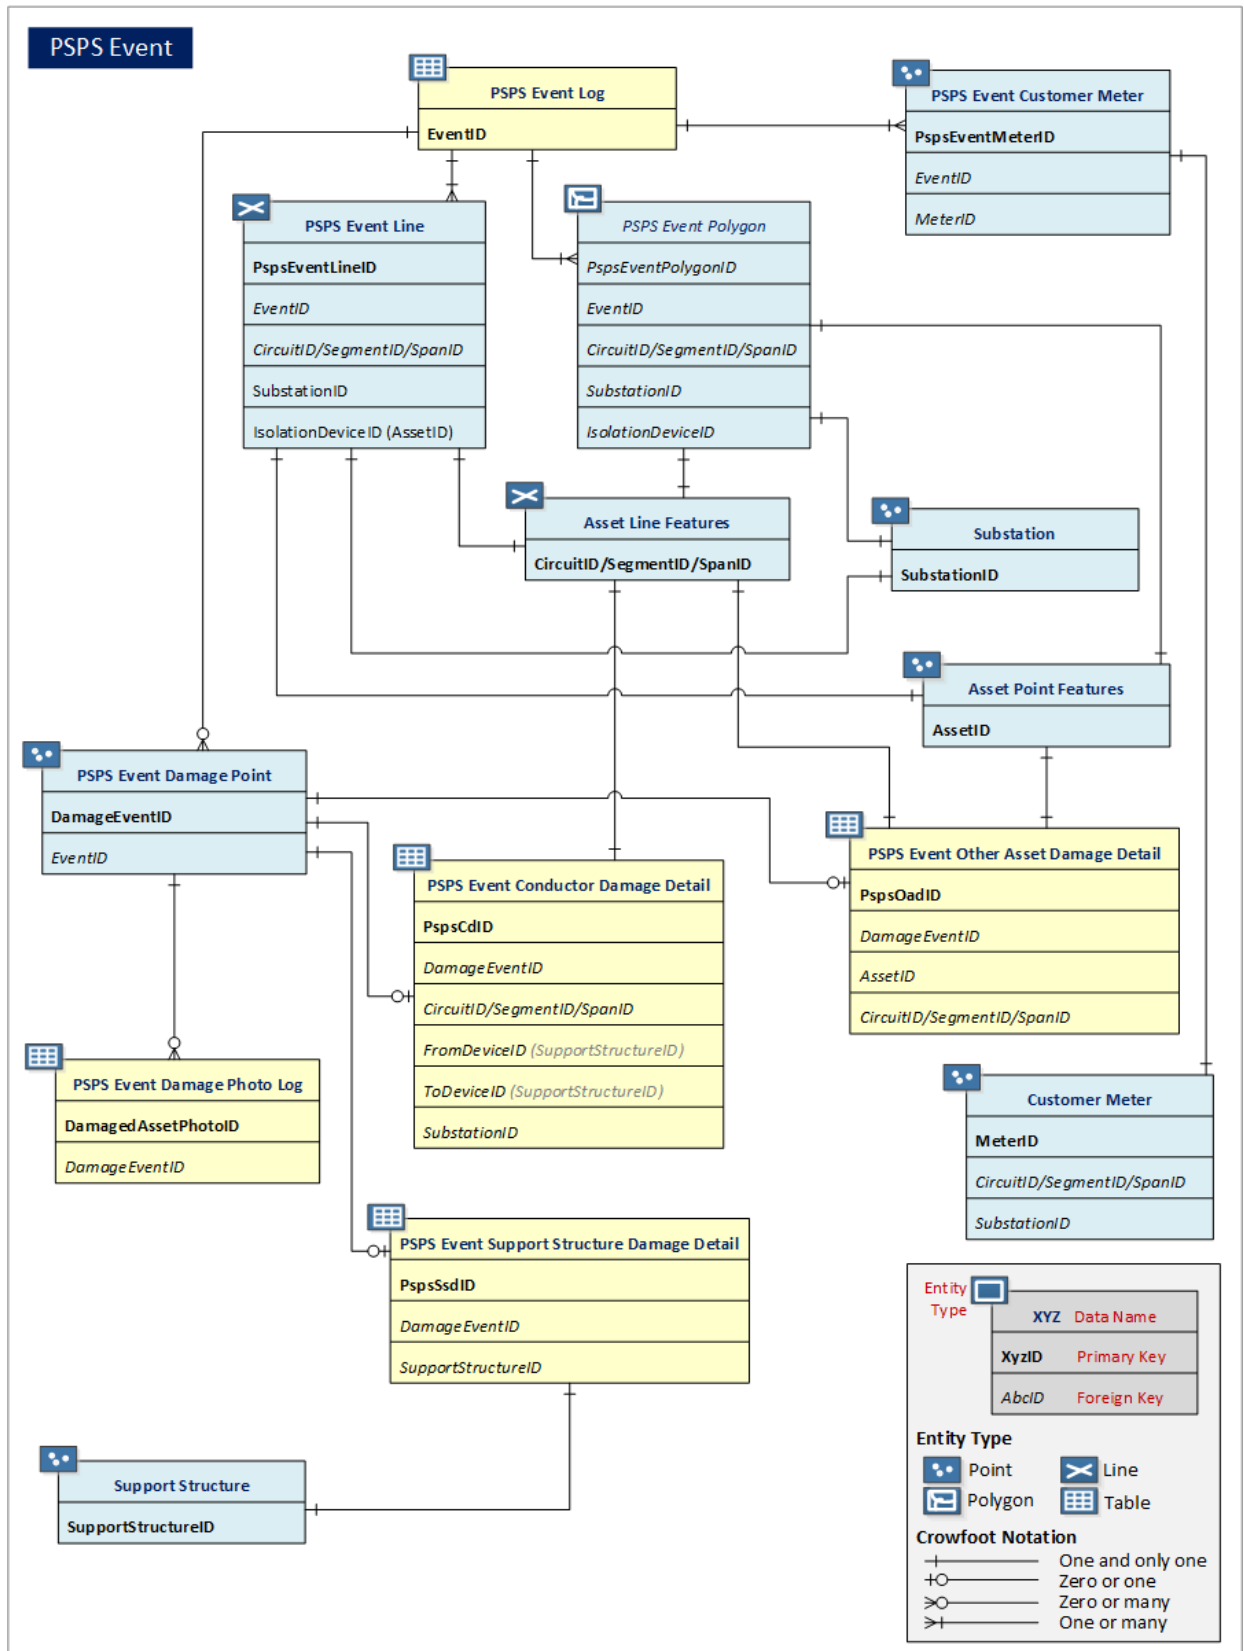 PSPS Event
PSPS Event Log
EventID
PSPS Event Customer Meter
PspsEventMeterID
EventID
MeterID
PSPS Event Line
PspsEventLineID
EventID
CircuitID/SegmentID/SpanID
SubstationID
IsolationDeviceID (AssetID)
PSPS Event Polygon
PspsEventPolygonID
EventID
CircuitID/SegmentID/SpanID
SubstationID
IsolationDeviceID
Asset Line Features
CircuitID/SegmentID/SpanID
Substation
SubstationID
Asset Point Features
AssetID
PSPS Event Damage Point
DamageEventID
EventID
PSPS Event Conductor Damage Detail
PspsCdID
DamageEventID
CircuitID/SegmentID/SpanID
FromDeviceID (SupportStructureID)
ToDeviceID (SupportStructureID)
SubstationID
PSPS Event Other Asset Damage Detail
PspsOadID
DamageEventID
AssetID
CircuitID/SegmentID/SpanID
PSPS Event Damage Photo Log
DamagedAssetPhotoID
DamageEventID
Customer Meter
MeterID
CircuitID/SegmentID/SpanID
SubstationID
PSPS Event Support Structure Damage Detail
PspsSsdID
DamageEventID
SupportStructureID
Support Structure
SupportStructureID
Entity
Type
XYZ Data Name
XyzID Primary Key
AbcID Foreign Key
Entity Type
Point
Line
Polygon
Table
Crowfoot Notation
One and only one
Zero or one
Zero or many
One or many